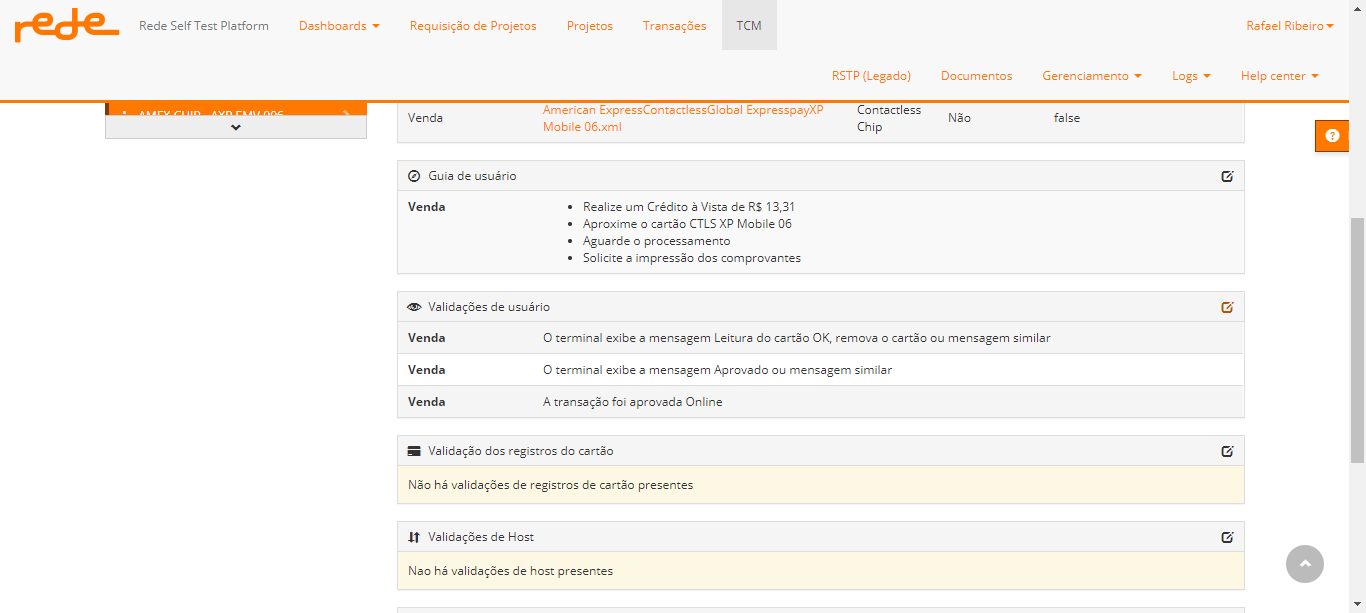 rede
Rede Self Test Platform
Dashboards
Requisição de Projetos
Projetos
Transações
TCM
Rafael Ribeiro
RSTP (Legado)
Documentos
Gerenciamento
Logs
Help center
AMEX CHIP - AXP EMV 006
Venda
American ExpressContactlessGlobal ExpresspayXP
Mobile 06.xml
Contactless
Chip
Não
false
Guia de usuário
Venda
Realize um Crédito à Vista de R$ 13,31
Aproxime o cartão CTLS XP Mobile 06
Aguarde o processamento
Solicite a impressão dos comprovantes
Validações de usuário
Venda O terminal exibe a mensagem Leitura do cartão OK, remova o cartão ou mensagem similar
Venda O terminal exibe a mensagem Aprovado ou mensagem similar
Venda A transação foi aprovada Online
Validação dos registros do cartão
Não há validações de registros de cartão presentes
Validações de Host
Nao há validações de host presentes